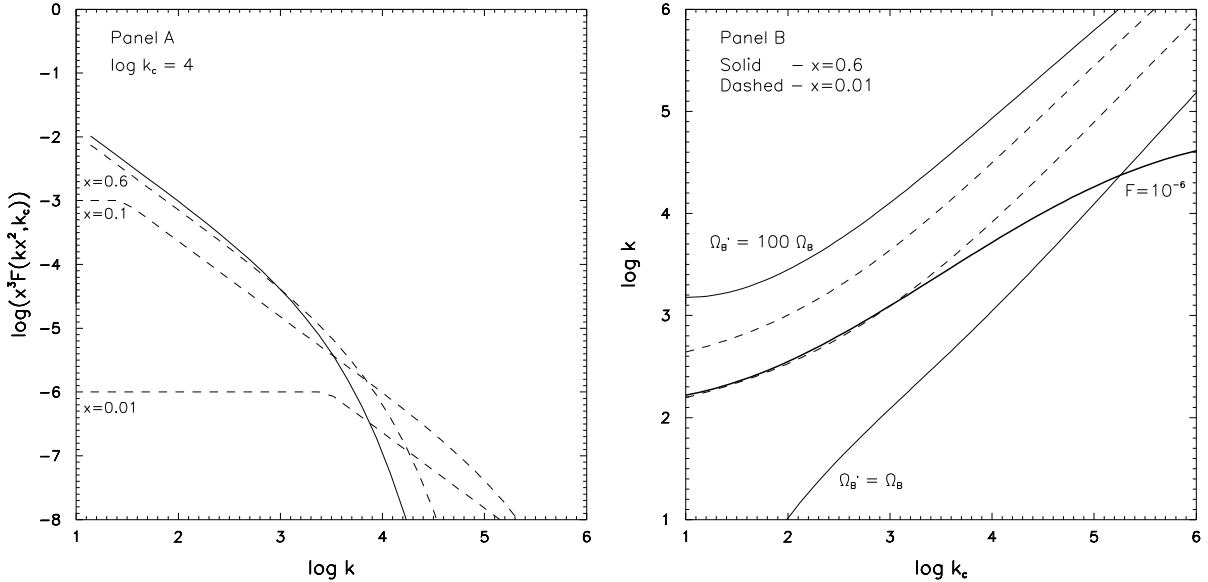 Panel A
log k_c = 4
x=0.6
x=0.1
x=0.01
0
−1
−2
−3
−4
−5
−6
−7
−8
1 2 3 4 5 6
log k
log(x³F(kx²,k_c))
Panel B
Solid − x=0.6
Dashed − x=0.01
Ω_B' = 100 Ω_B
F=10⁻⁶
Ω_B' = Ω_B
6
5
4
3
2
1
1 2 3 4 5 6
log k_c
log k